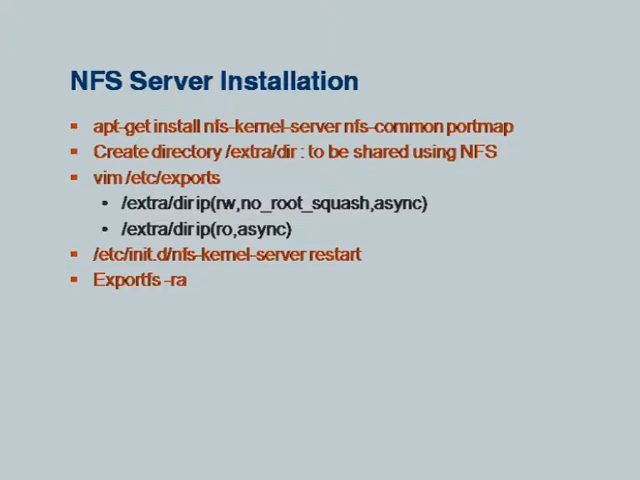 NFS Server Installation
▪ apt-get install nfs-kernel-server nfs-common portmap
▪ Create directory /extra/dir : to be shared using NFS
▪ vim /etc/exports
• /extra/dir ip(rw,no_root_squash,async)
• /extra/dir ip(ro,async)
▪ /etc/init.d/nfs-kernel-server restart
▪ Exportfs -ra